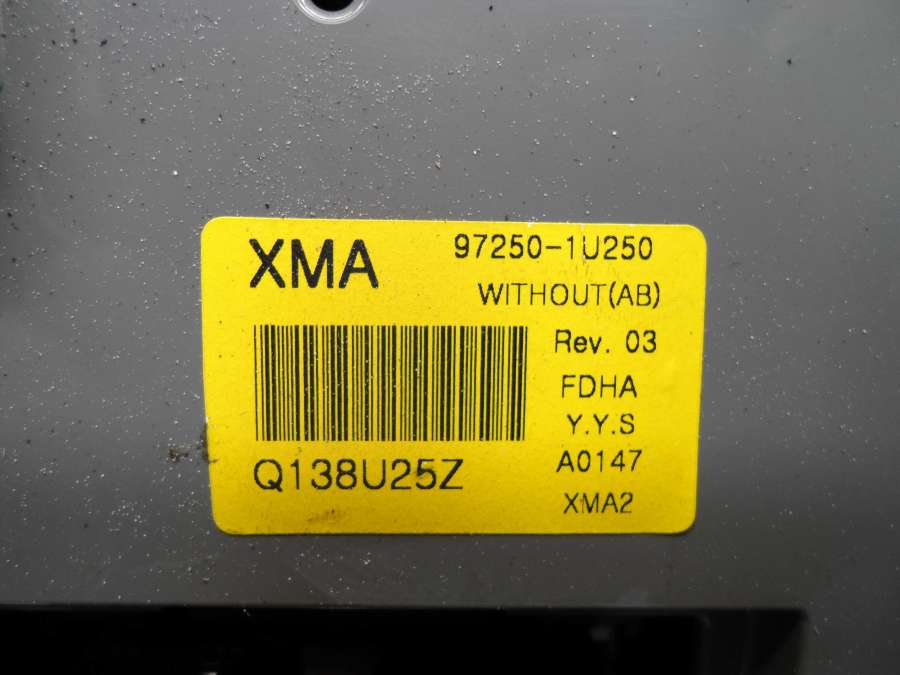 XMA
97250-1U250
WITHOUT(AB)
Rev. 03
FDHA
Y.Y.S
A0147
XMA2
Q138U25Z